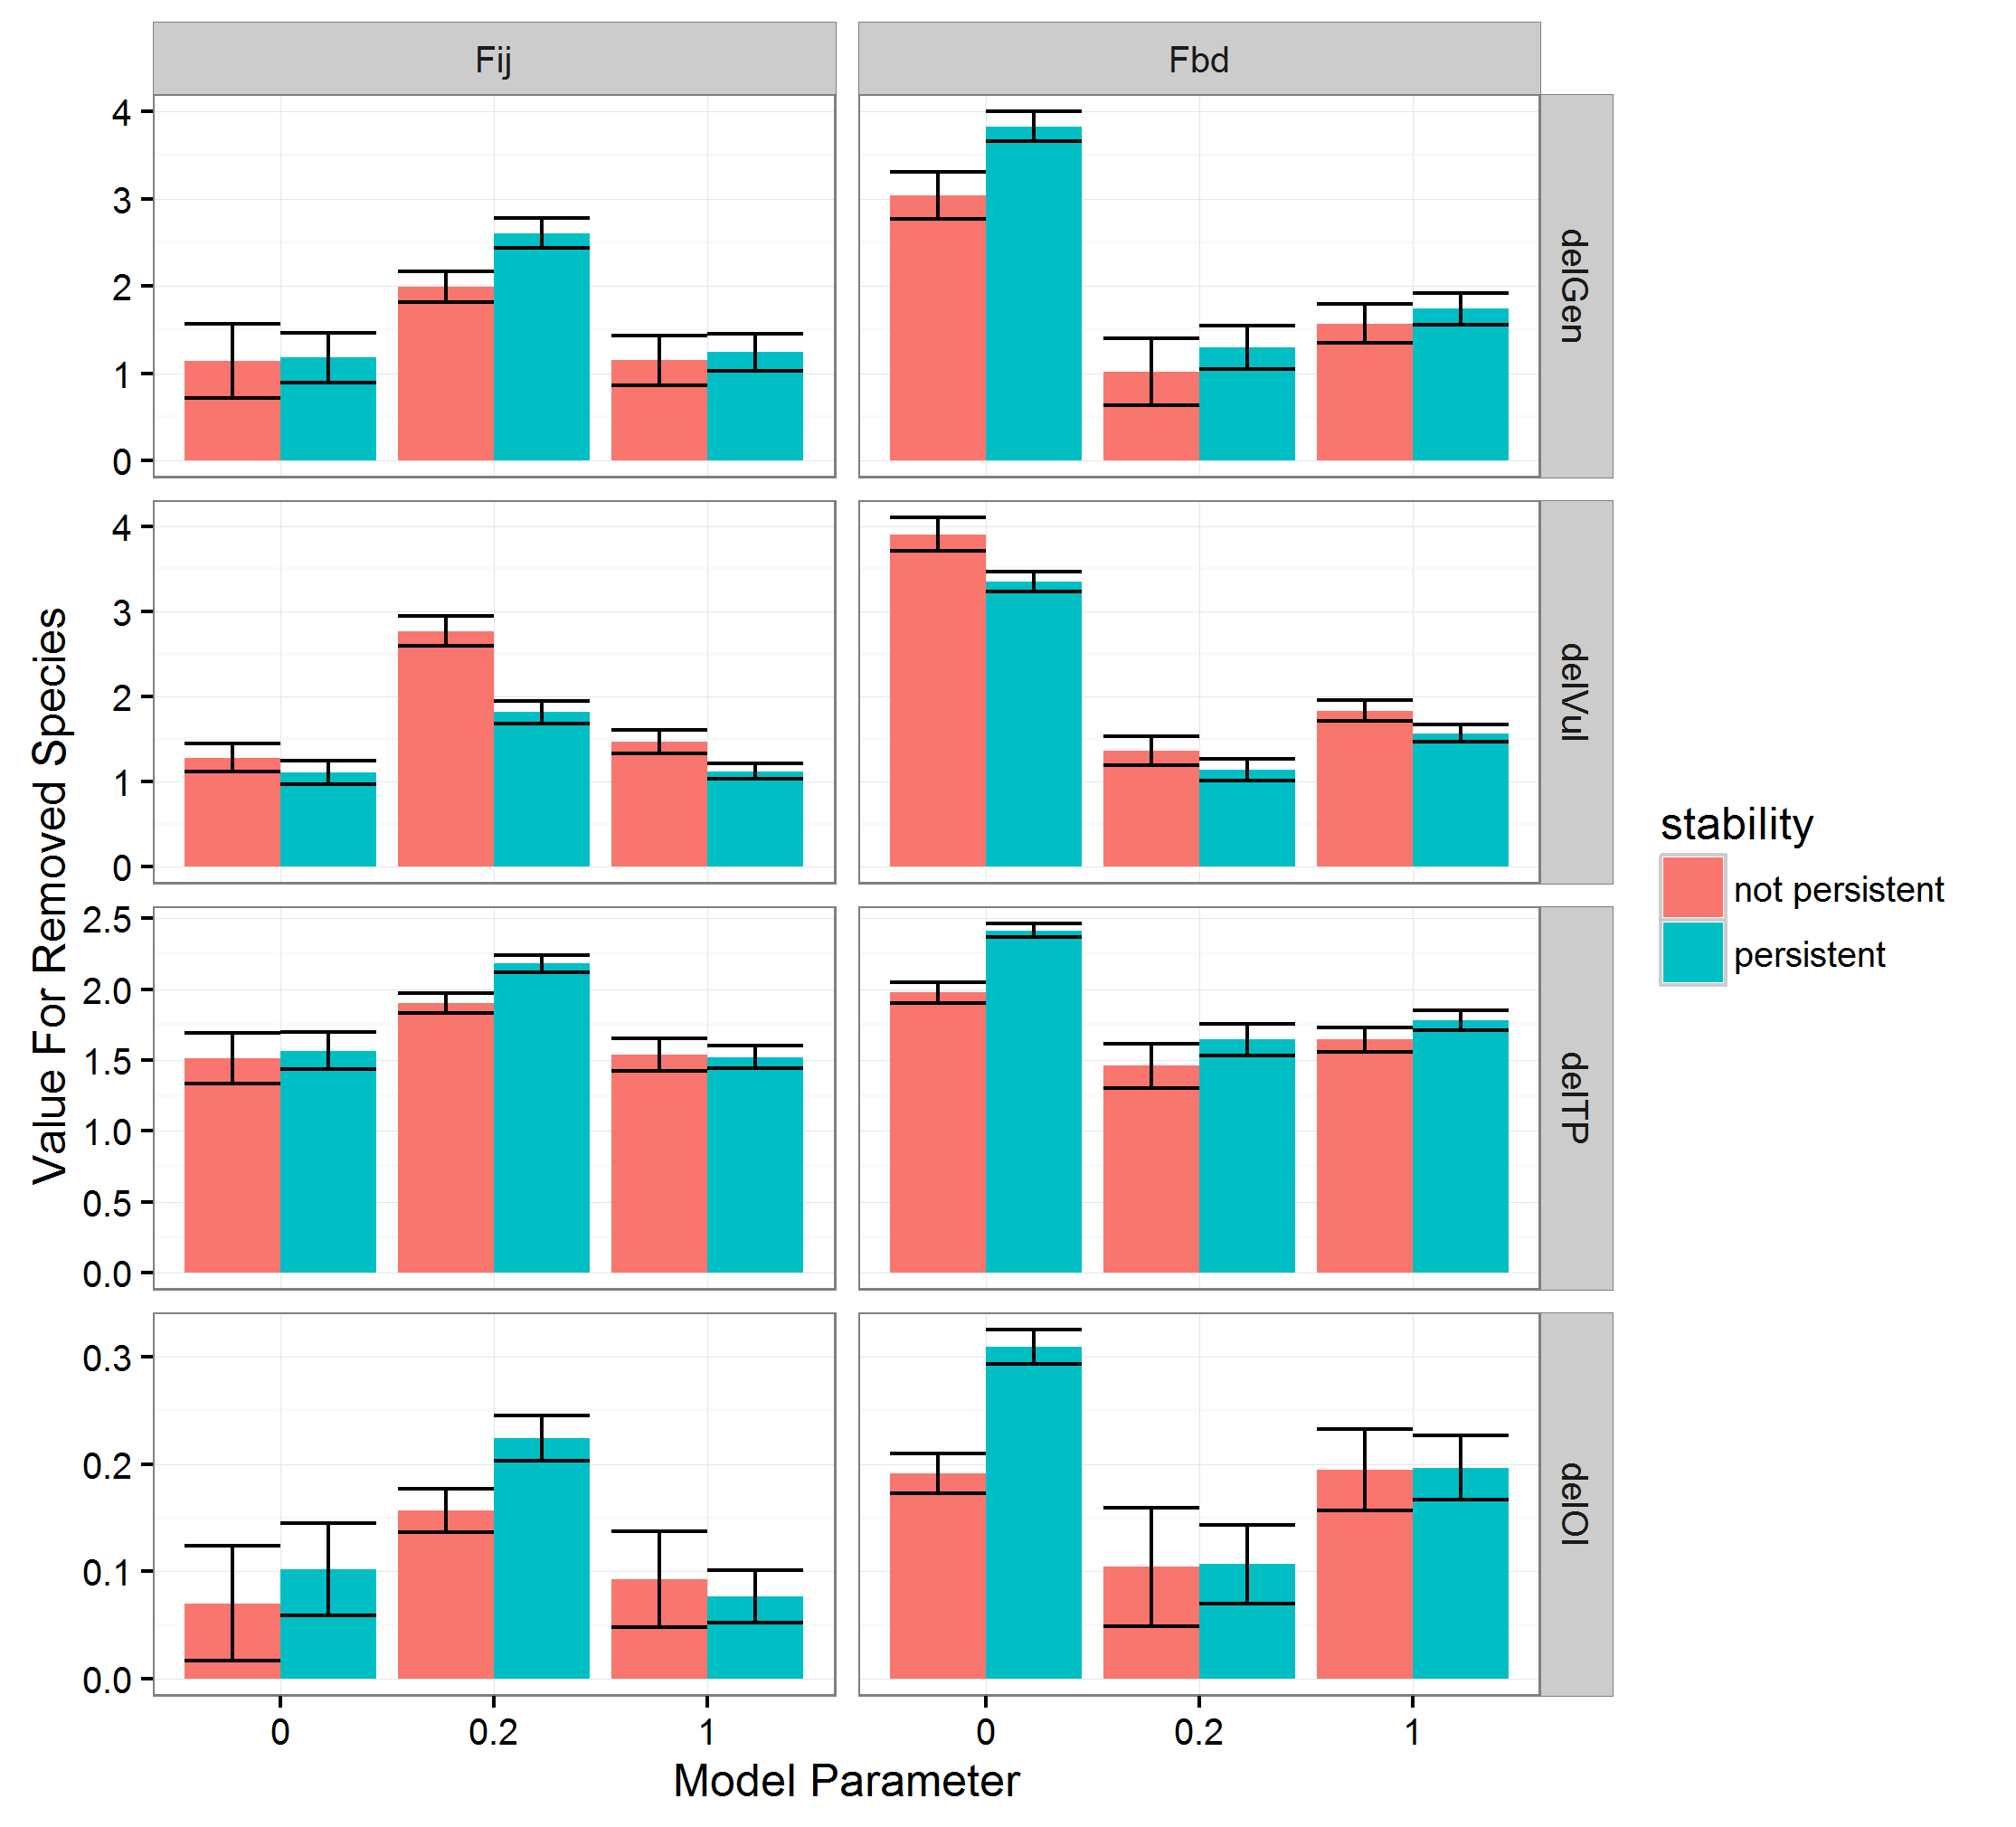 Fij
Fbd
4
3
2
1
0
delGen
4
3
2
1
0
delVul
2.5
2.0
1.5
1.0
0.5
0.0
delTP
0.3
0.2
0.1
0.0
delOI
Value For Removed Species
0 0.2 1
0 0.2 1
Model Parameter
stability
not persistent
persistent